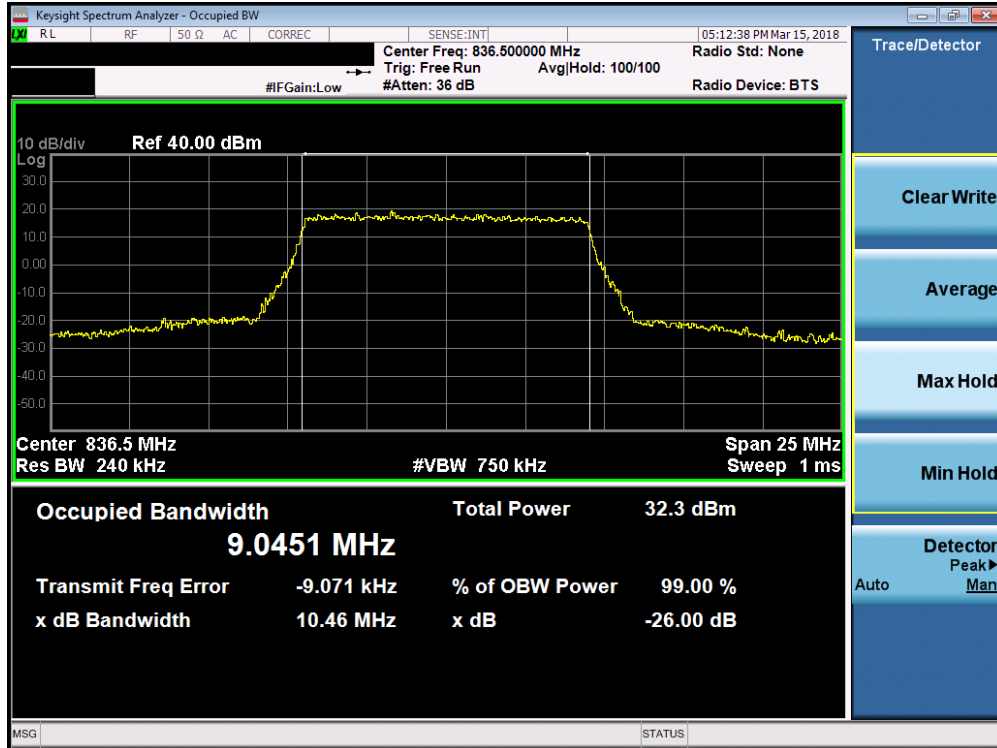 Keysight Spectrum Analyzer - Occupied BW
LXI RL RF 50 Ω AC CORREC SENSE:INT 05:12:38 PM Mar 15, 2018
Center Freq: 836.500000 MHz Radio Std: None
Trig: Free Run Avg|Hold: 100/100
#IFGain:Low #Atten: 36 dB Radio Device: BTS
10 dB/div Ref 40.00 dBm
Log
30.0
20.0
10.0
0.00
-10.0
-20.0
-30.0
-40.0
-50.0
Center 836.5 MHz Span 25 MHz
Res BW 240 kHz #VBW 750 kHz Sweep 1 ms
Occupied Bandwidth Total Power 32.3 dBm
9.0451 MHz
Transmit Freq Error -9.071 kHz % of OBW Power 99.00 %
x dB Bandwidth 10.46 MHz x dB -26.00 dB
MSG STATUS
Trace/Detector
Clear Write
Average
Max Hold
Min Hold
Detector
Peak▶
Auto Man